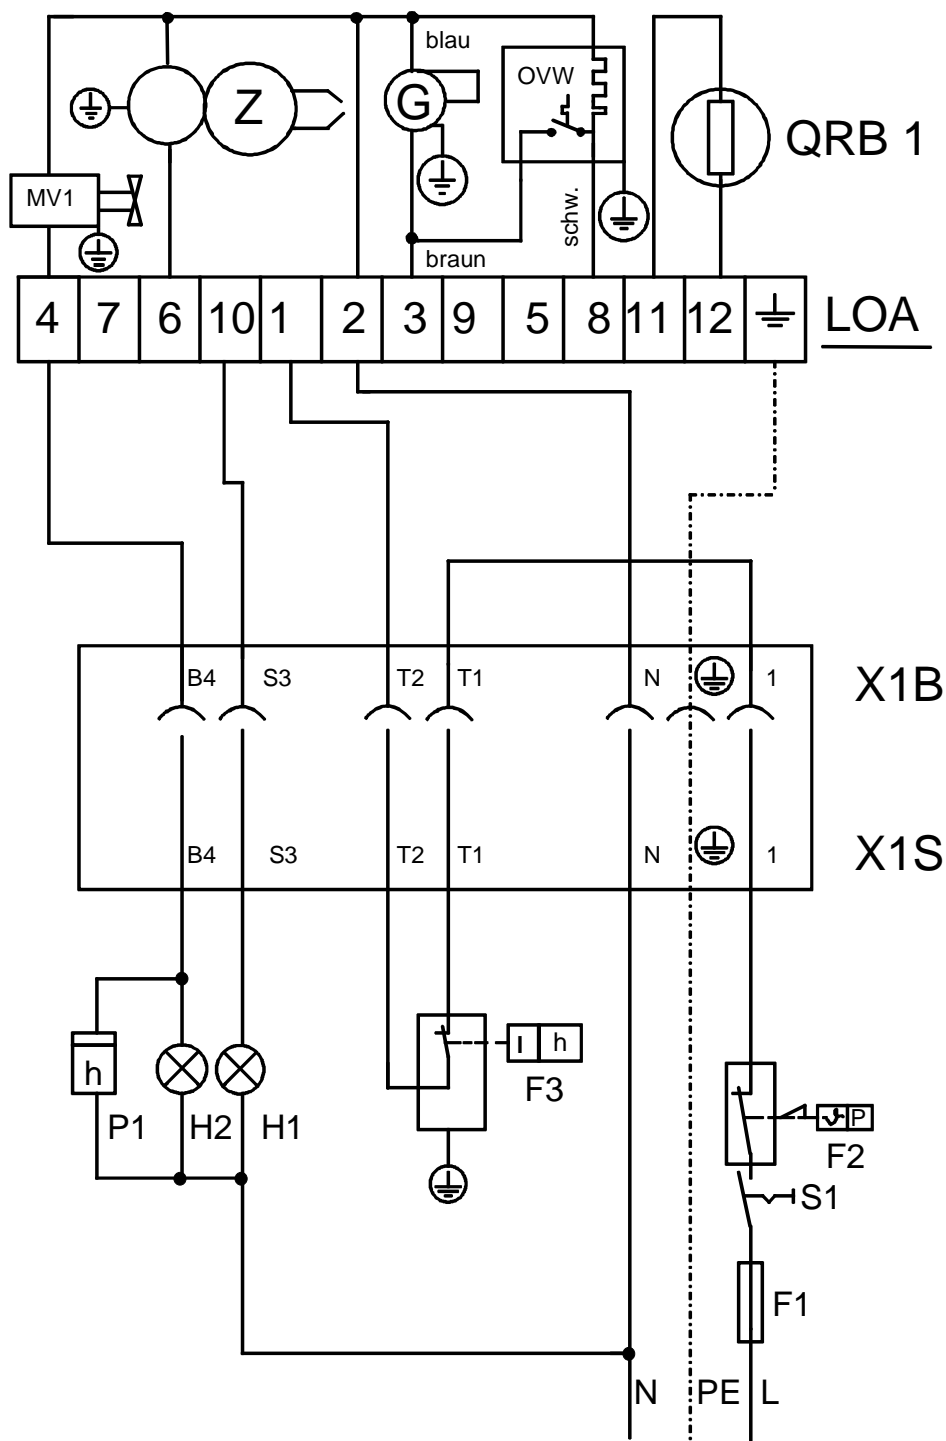 blau
OVW
Z
G
QRB 1
MV1
schw.
braun
4 7 6 10 1 2 3 9 5 8 11 12
LOA
B4 S3 T2 T1 N 1
X1B
B4 S3 T2 T1 N 1
X1S
h
I h
P1 H2 H1
F3
ϑ P
F2
S1
F1
N PE L